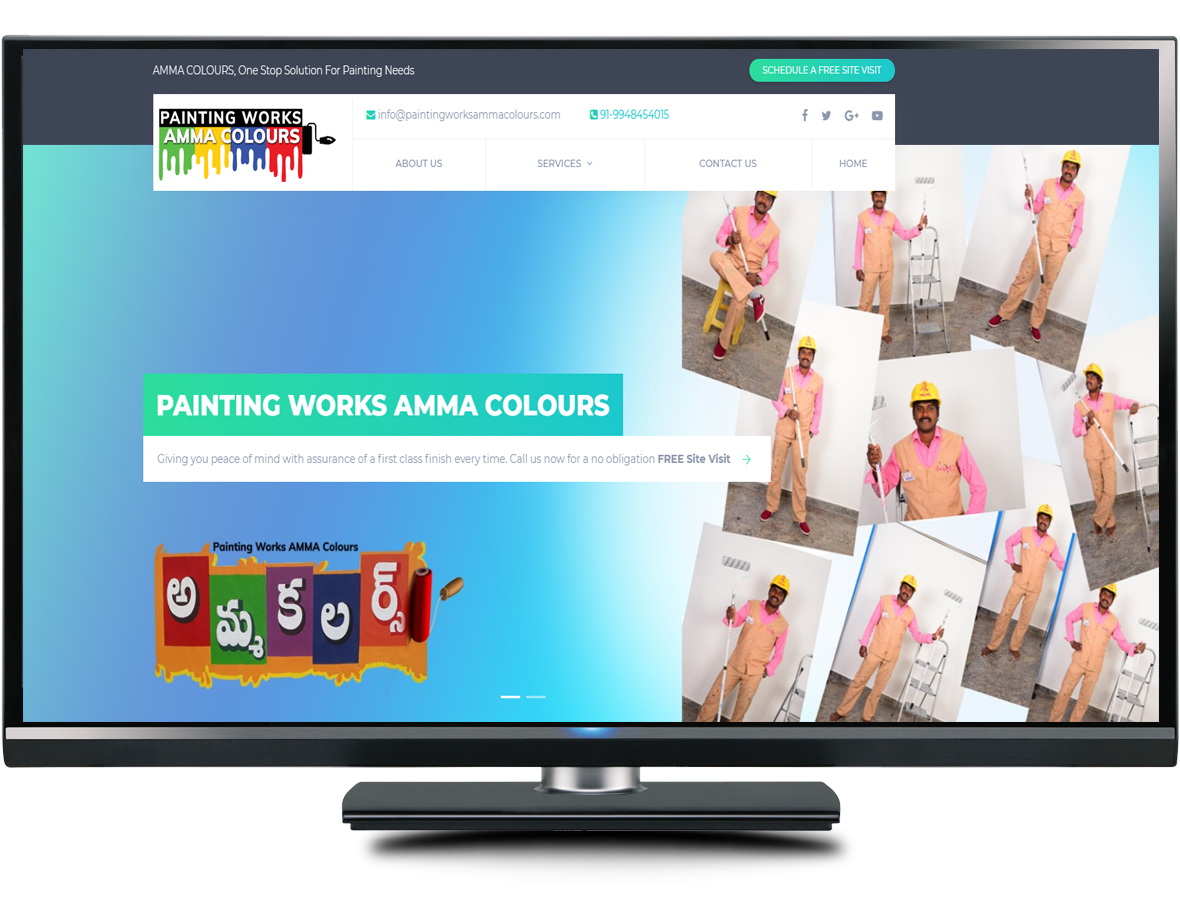 AMMA COLOURS, One Stop Solution For Painting Needs
SCHEDULE A FREE SITE VISIT
PAINTING WORKS
AMMA COLOURS
info@paintingworksammacolours.com
91-9948454015
ABOUT US
SERVICES
CONTACT US
HOME
PAINTING WORKS AMMA COLOURS
Giving you peace of mind with assurance of a first class finish every time. Call us now for a no obligation FREE Site Visit
Painting Works AMMA Colours
అమ్మకలర్స్